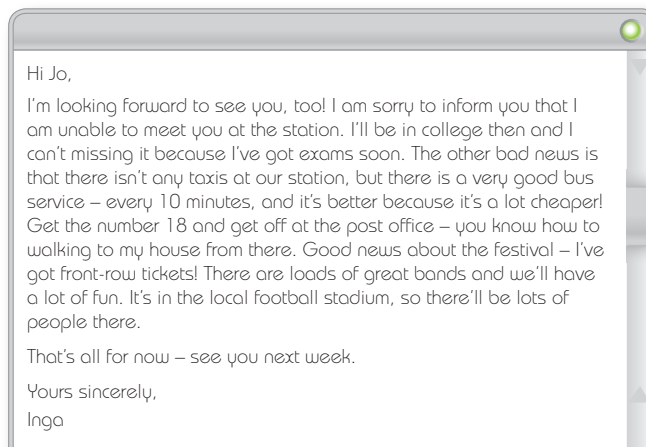 Hi Jo,
I'm looking forward to see you, too! I am sorry to inform you that I
am unable to meet you at the station. I'll be in college then and I
can't missing it because I've got exams soon. The other bad news is
that there isn't any taxis at our station, but there is a very good bus
service – every 10 minutes, and it's better because it's a lot cheaper!
Get the number 18 and get off at the post office – you know how to
walking to my house from there. Good news about the festival – I've
got front-row tickets! There are loads of great bands and we'll have
a lot of fun. It's in the local football stadium, so there'll be lots of
people there.
That's all for now – see you next week.
Yours sincerely,
Inga